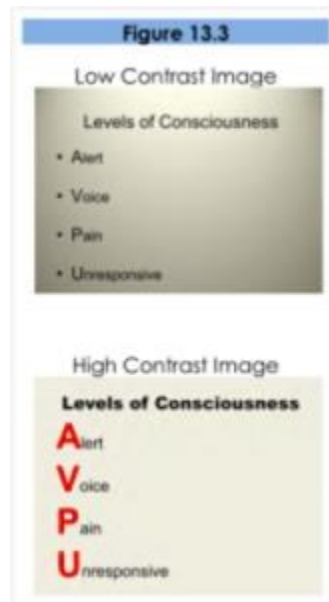 Figure 13.3
Low Contrast Image
Levels of Consciousness
• Alert
• Voice
• Pain
• Unresponsive
High Contrast Image
Levels of Consciousness
Alert
Voice
Pain
Unresponsive